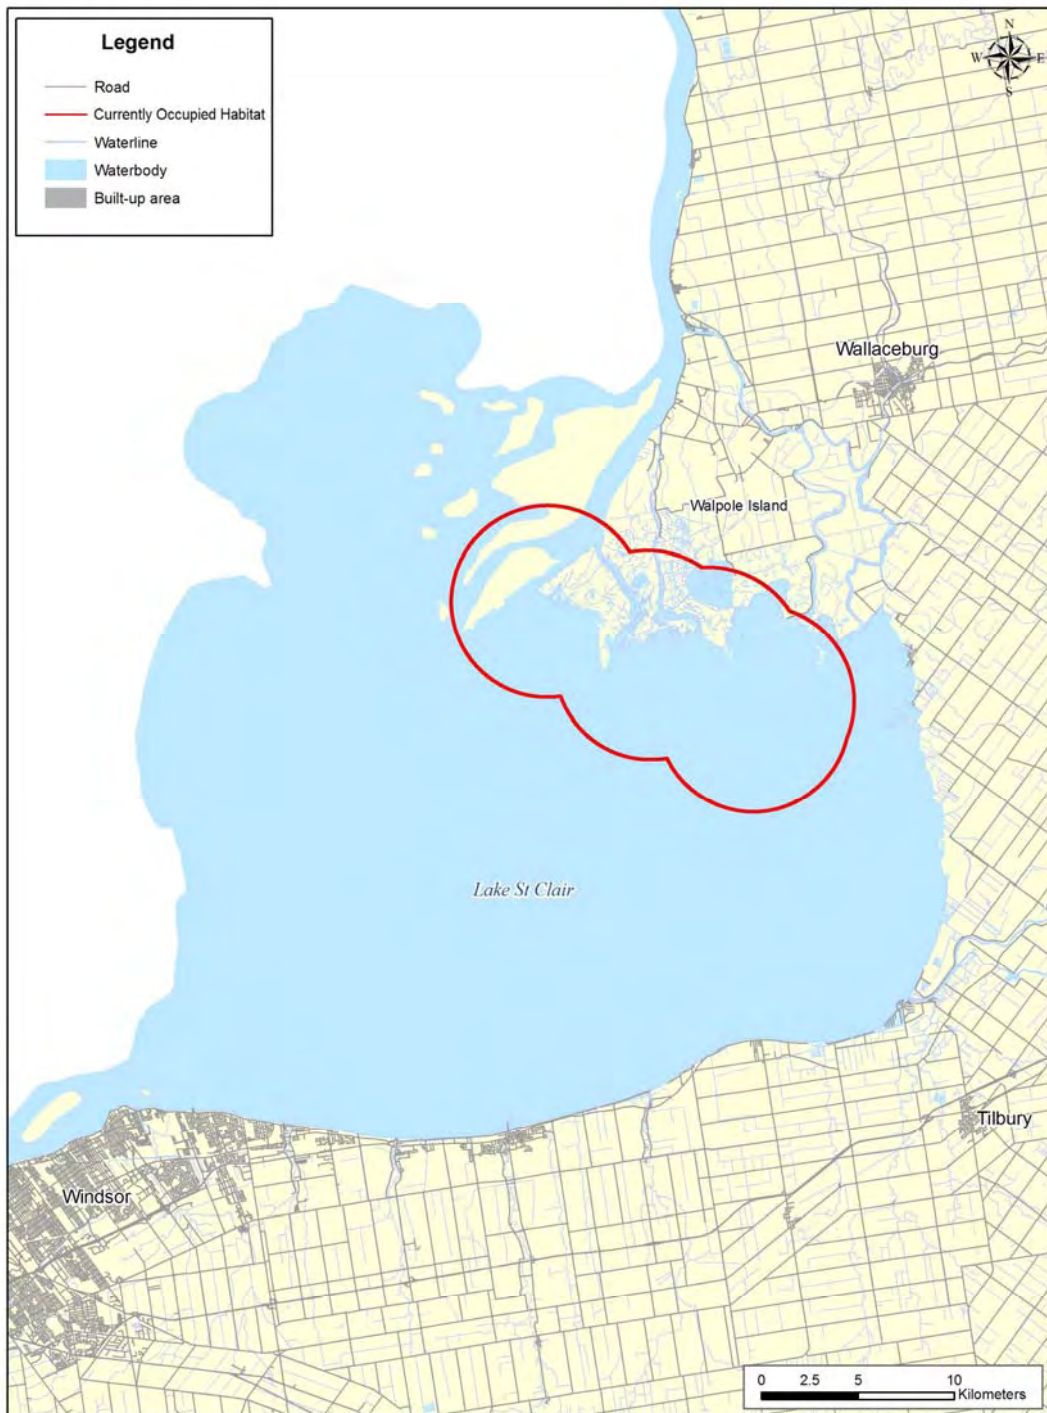 Legend
Road
Currently Occupied Habitat
Waterline
Waterbody
Built-up area
N
W E
S
Wallaceburg
Walpole Island
Lake St Clair
Tilbury
Windsor
0 2.5 5 10
Kilometers